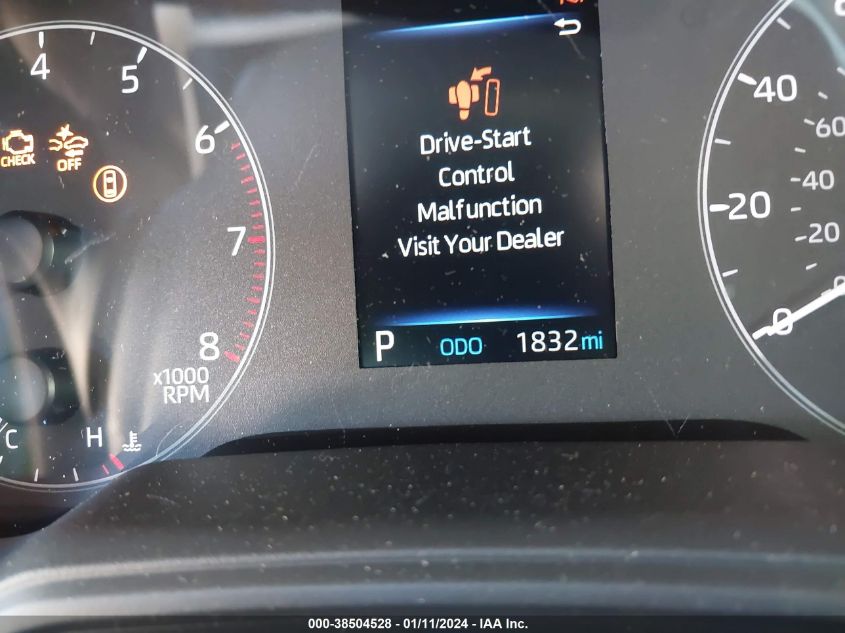 4
5
6
7
8
x1000
RPM
CHECK
OFF
C
H
Drive-Start
Control
Malfunction
Visit Your Dealer
P ODO 1832 mi
40
60
40
20
20
0
000-38504528 - 01/11/2024 - IAA Inc.